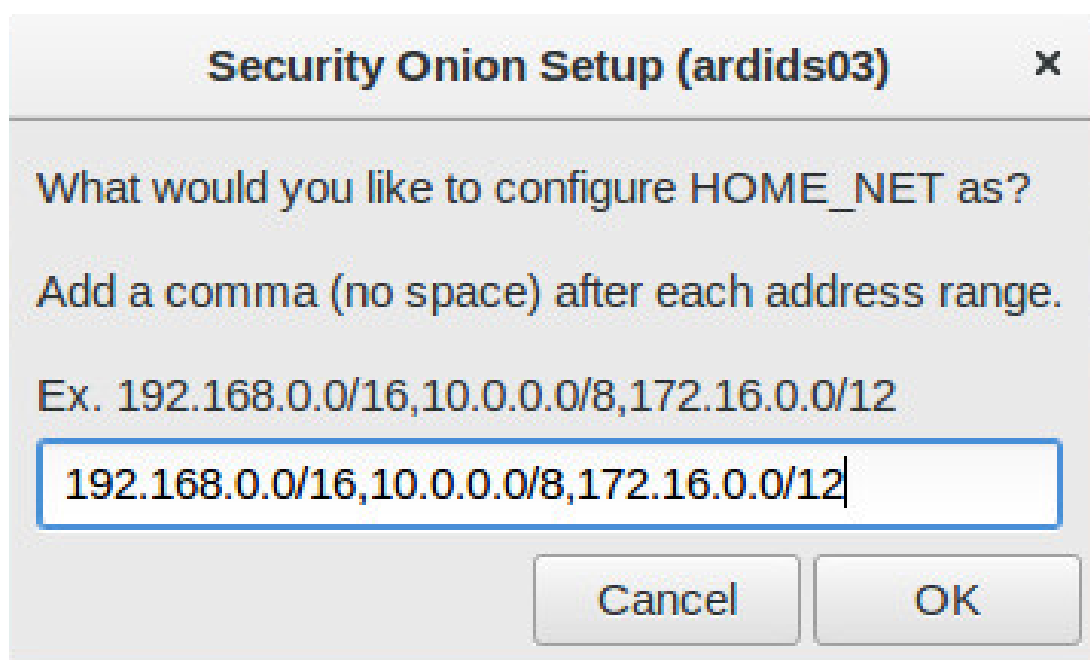 Security Onion Setup (ardids03)
What would you like to configure HOME_NET as?
Add a comma (no space) after each address range.
Ex. 192.168.0.0/16,10.0.0.0/8,172.16.0.0/12
192.168.0.0/16,10.0.0.0/8,172.16.0.0/12
Cancel OK